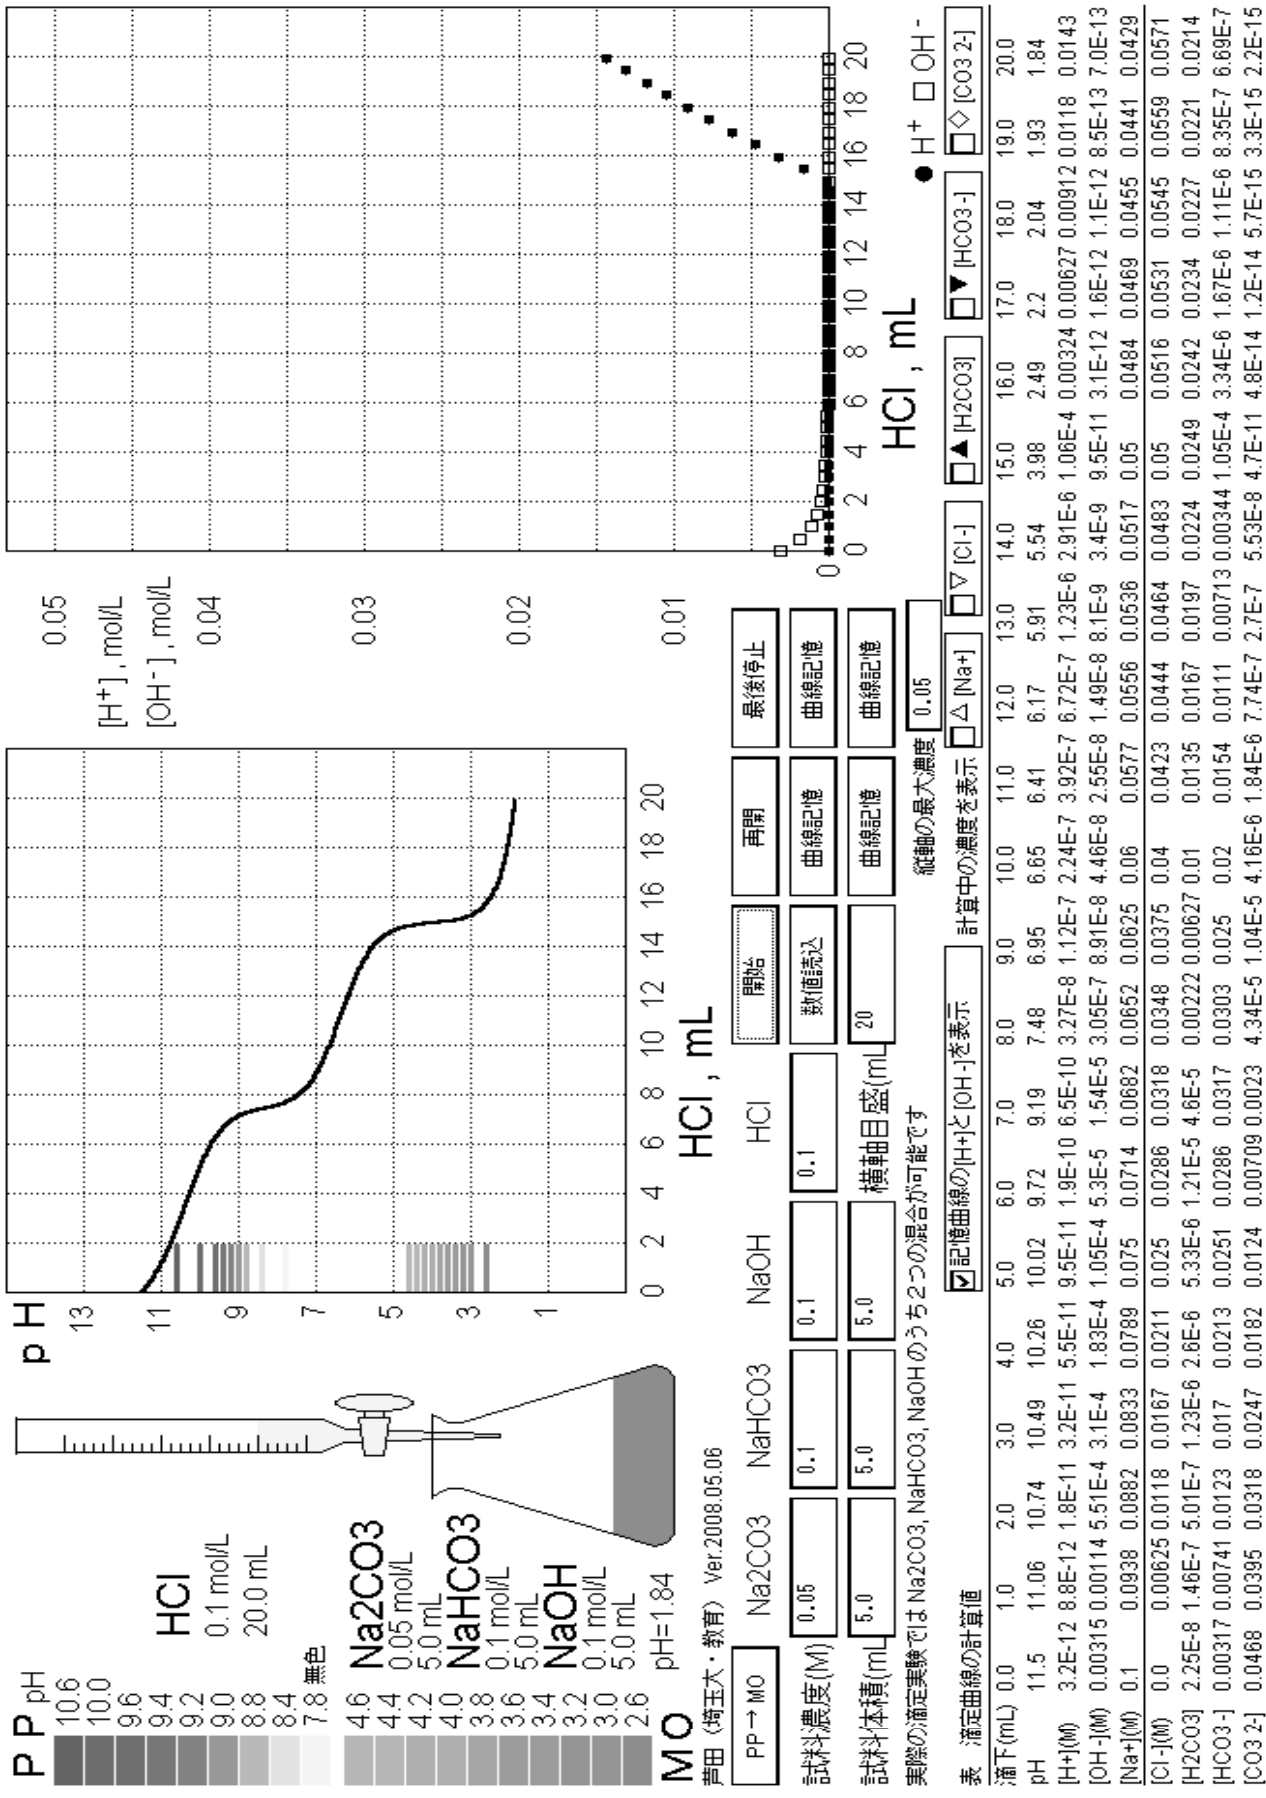 PP pH
10.6
10.0
9.6
9.4
9.2
9.0
8.8
8.4
7.8 無色
4.6
4.4
4.2
4.0
3.8
3.6
3.4
3.2
3.0
2.6
MO
HCl
0.1 mol/L
20.0 mL
Na2CO3
0.05 mol/L
5.0 mL
NaHCO3
0.1 mol/L
5.0 mL
NaOH
0.1 mol/L
5.0 mL
pH=1.84
pH
13
11
9
7
5
3
1
0 2 4 6 8 10 12 14 16 18 20
HCl , mL
[H+] , mol/L
[OH-] , mol/L
0.05
0.04
0.03
0.02
0.01
0
0 2 4 6 8 10 12 14 16 18 20
HCl , mL
● H+ □ OH-
芦田（埼玉大・教育） Ver.2008.05.06
PP→MO Na2CO3 NaHCO3 NaOH HCl 開始 再開 最後停止
試料濃度(M) 0.05 0.1 0.1 0.1 数値読込 曲線記憶 曲線記憶
試料体積(mL 5.0 5.0 5.0 横軸目盛(mL 20 曲線記憶 曲線記憶
実際の滴定実験では Na2CO3, NaHCO3, NaOH のうち2つの混合が可能です 縦軸の最大濃度 0.05
表 滴定曲線の計算値 記憶曲線の[H+]と[OH-]を表示 計算中の濃度を表示 △ [Na+] ▽ [Cl-] ▲ [H2CO3] ▼ [HCO3-] ◇ [CO3 2-]
滴下(mL) 0.0 1.0 2.0 3.0 4.0 5.0 6.0 7.0 8.0 9.0 10.0 11.0 12.0 13.0 14.0 15.0 16.0 17.0 18.0 19.0 20.0
pH 11.5 11.06 10.74 10.49 10.26 10.02 9.72 9.19 7.48 6.95 6.65 6.41 6.17 5.91 5.54 3.98 2.49 2.2 2.04 1.93 1.84
[H+](M) 3.2E-12 8.8E-12 1.8E-11 3.2E-11 5.5E-11 9.5E-11 1.9E-10 6.5E-10 3.27E-8 1.12E-7 2.24E-7 3.92E-7 6.72E-7 1.23E-6 2.91E-6 1.06E-4 0.00324 0.00627 0.00912 0.0118 0.0143
[OH-](M) 0.00315 0.00114 5.51E-4 3.1E-4 1.83E-4 1.05E-4 5.3E-5 1.54E-5 3.05E-7 8.91E-8 4.46E-8 2.55E-8 1.49E-8 8.1E-9 3.4E-9 9.5E-11 3.1E-12 1.6E-12 1.1E-12 8.5E-13 7.0E-13
[Na+](M) 0.1 0.0938 0.0882 0.0833 0.0789 0.075 0.0714 0.0682 0.0652 0.0625 0.06 0.0577 0.0556 0.0536 0.0517 0.05 0.0484 0.0469 0.0455 0.0441 0.0429
[Cl-](M) 0.0 0.00625 0.0118 0.0167 0.0211 0.025 0.0286 0.0318 0.0348 0.0375 0.04 0.0423 0.0444 0.0464 0.0483 0.05 0.0516 0.0531 0.0545 0.0559 0.0571
[H2CO3] 2.25E-8 1.46E-7 5.01E-7 1.23E-6 2.6E-6 5.33E-6 1.21E-5 4.6E-5 0.00222 0.00627 0.01 0.0135 0.0167 0.0197 0.0224 0.0249 0.0242 0.0234 0.0227 0.0221 0.0214
[HCO3-] 0.00317 0.00741 0.0123 0.017 0.0213 0.0251 0.0286 0.0317 0.0303 0.025 0.02 0.0154 0.0111 0.00713 0.00344 1.05E-4 3.34E-6 1.67E-6 1.11E-6 8.35E-7 6.69E-7
[CO3 2-] 0.0468 0.0395 0.0318 0.0247 0.0182 0.0124 0.00709 0.0023 4.34E-5 1.04E-5 4.16E-6 1.84E-6 7.74E-7 2.7E-7 5.53E-8 4.7E-11 4.8E-14 1.2E-14 5.7E-15 3.3E-15 2.2E-15